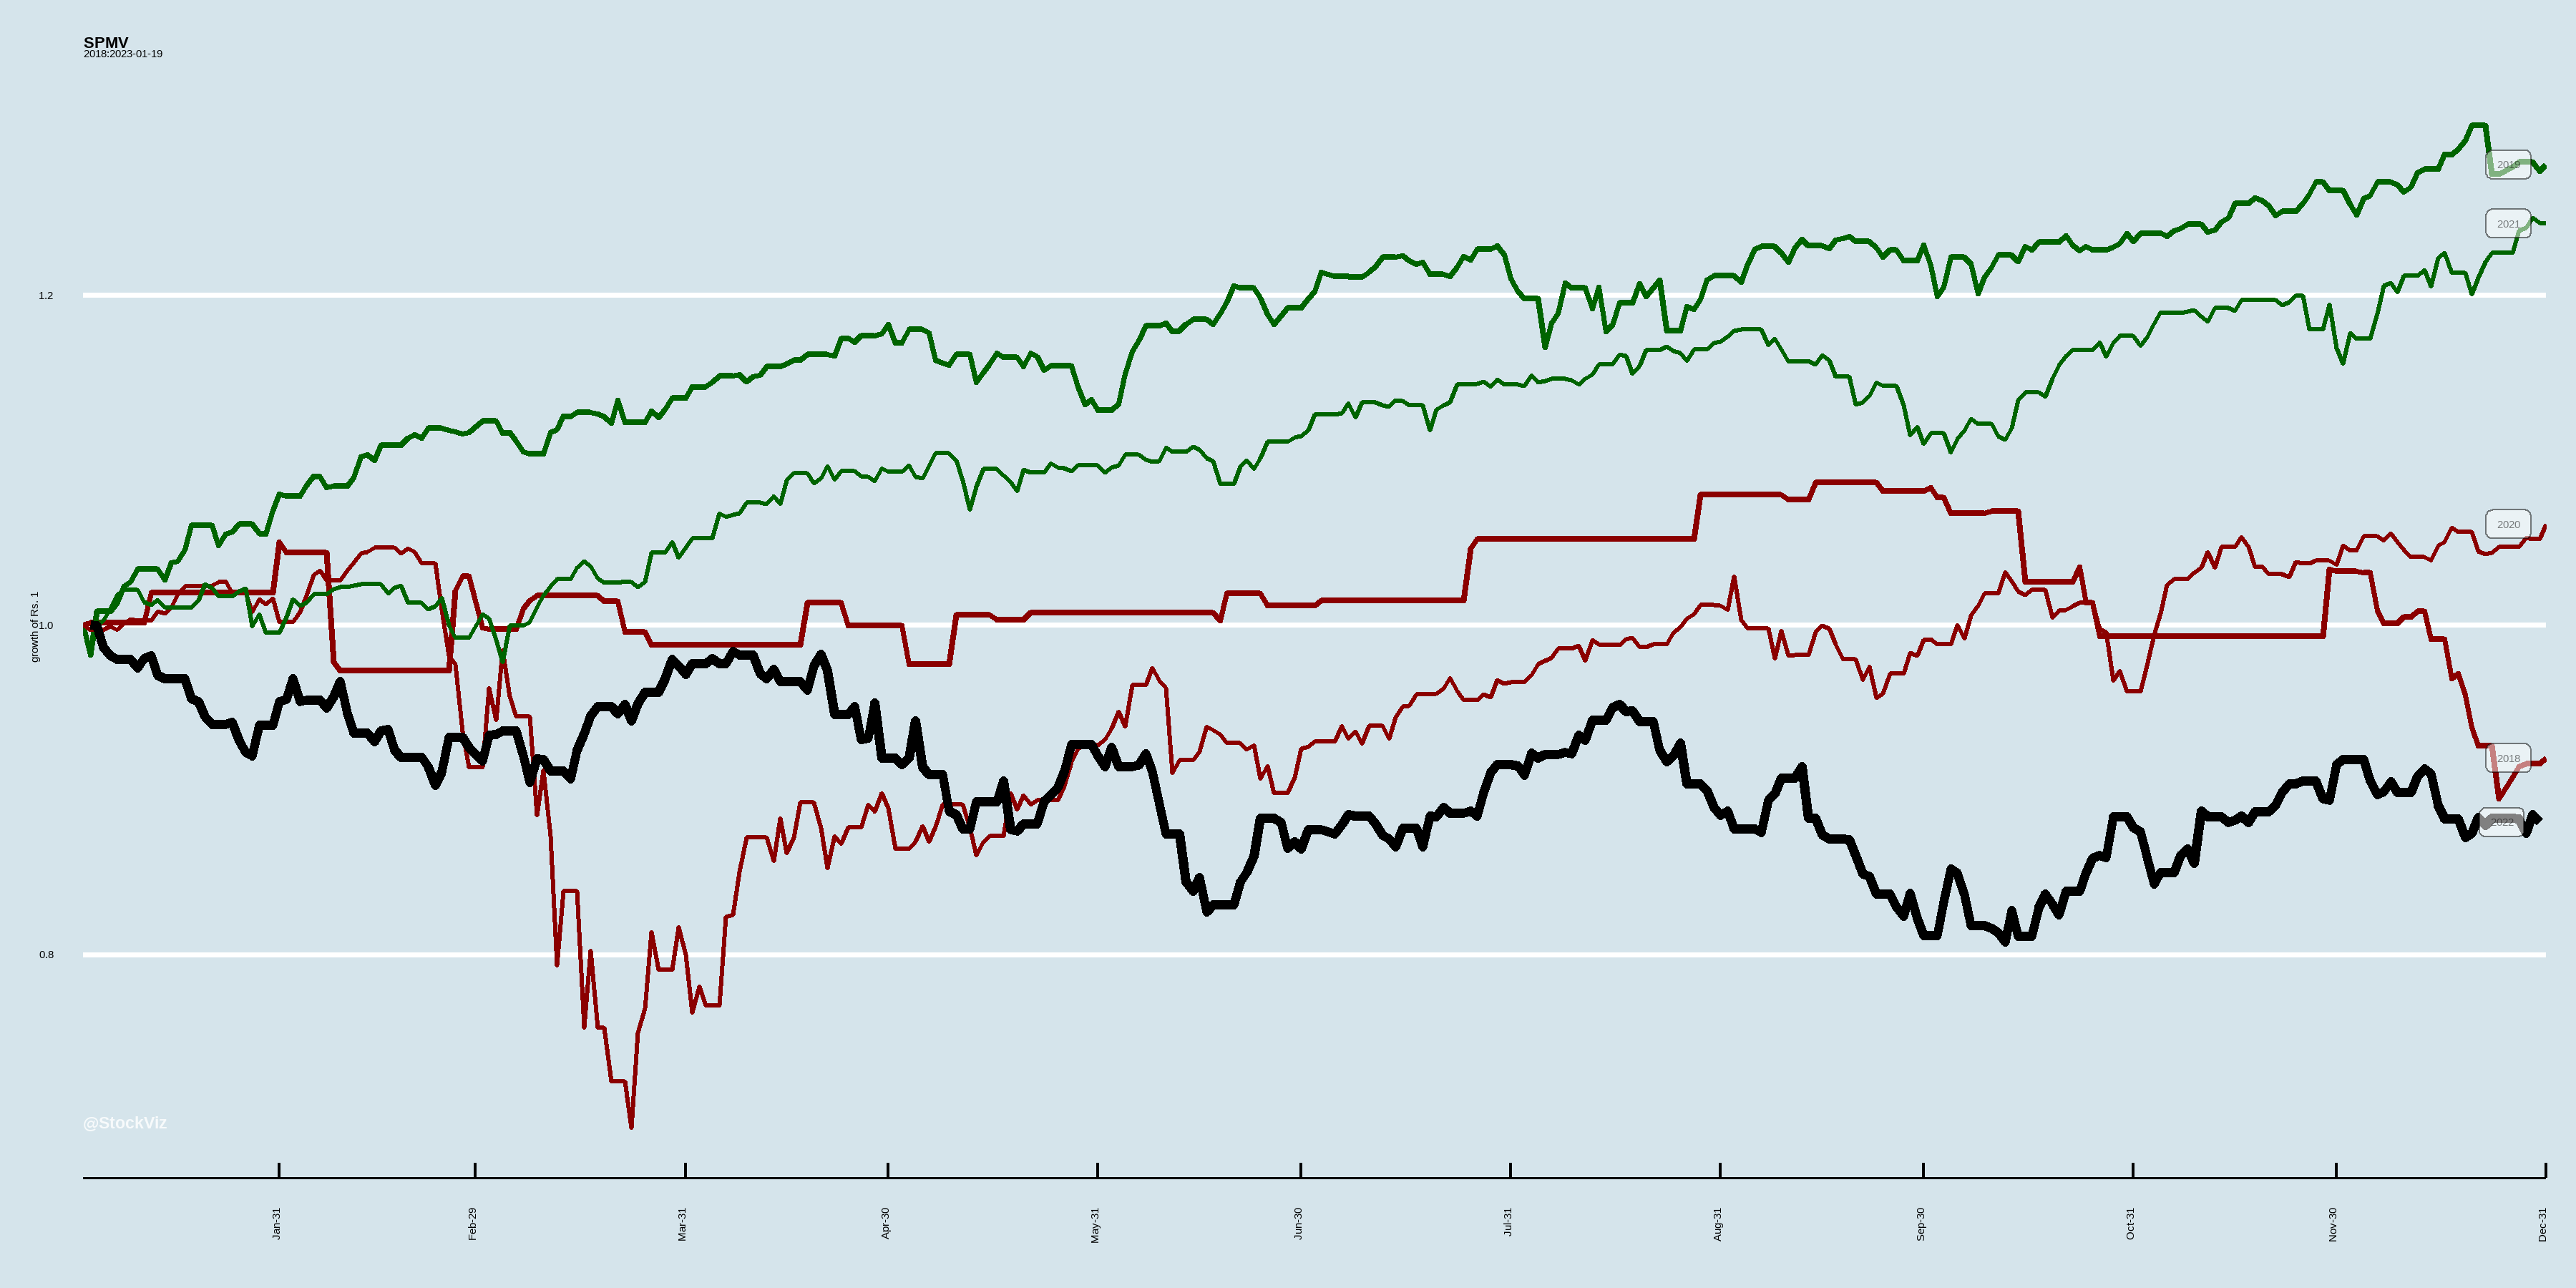 SPMV
2018:2023-01-19
2019
2021
1.2
2020
growth of Rs. 1
1.0
2018
2022
0.8
@StockViz
Jan-31
Feb-29
Mar-31
Apr-30
May-31
Jun-30
Jul-31
Aug-31
Sep-30
Oct-31
Nov-30
Dec-31